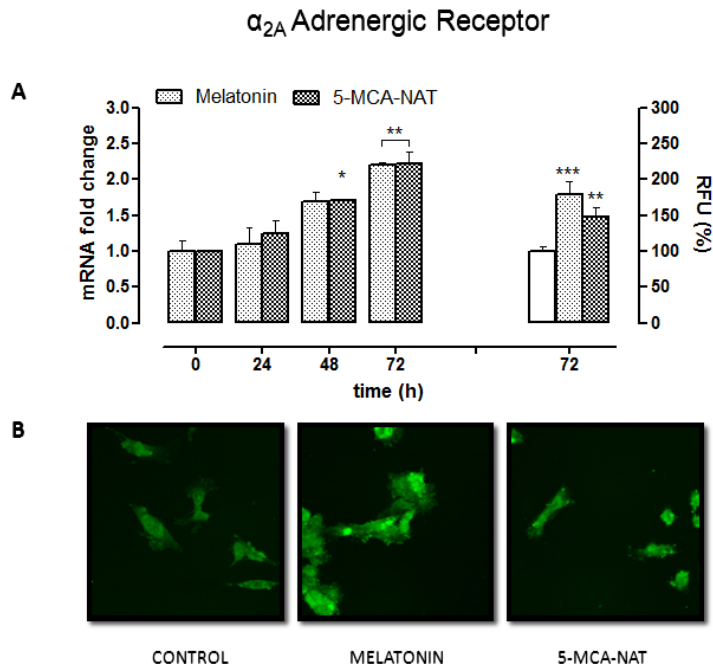 α2A Adrenergic Receptor
A
Melatonin 5-MCA-NAT
mRNA fold change
3.0
2.5
2.0
1.5
1.0
0.5
0.0
* ** *** **
300
250
200
150
100
50
0
RFU (%)
0 24 48 72 72
time (h)
B
CONTROL MELATONIN 5-MCA-NAT